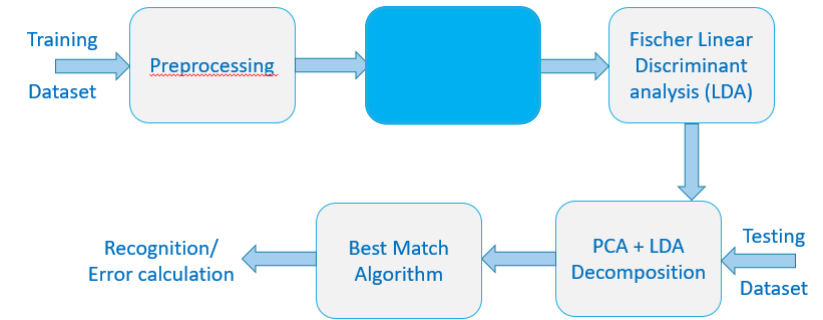 Training
Dataset
Preprocessing
Fischer Linear
Discriminant
analysis (LDA)
Recognition/
Error calculation
Best Match
Algorithm
PCA + LDA
Decomposition
Testing
Dataset